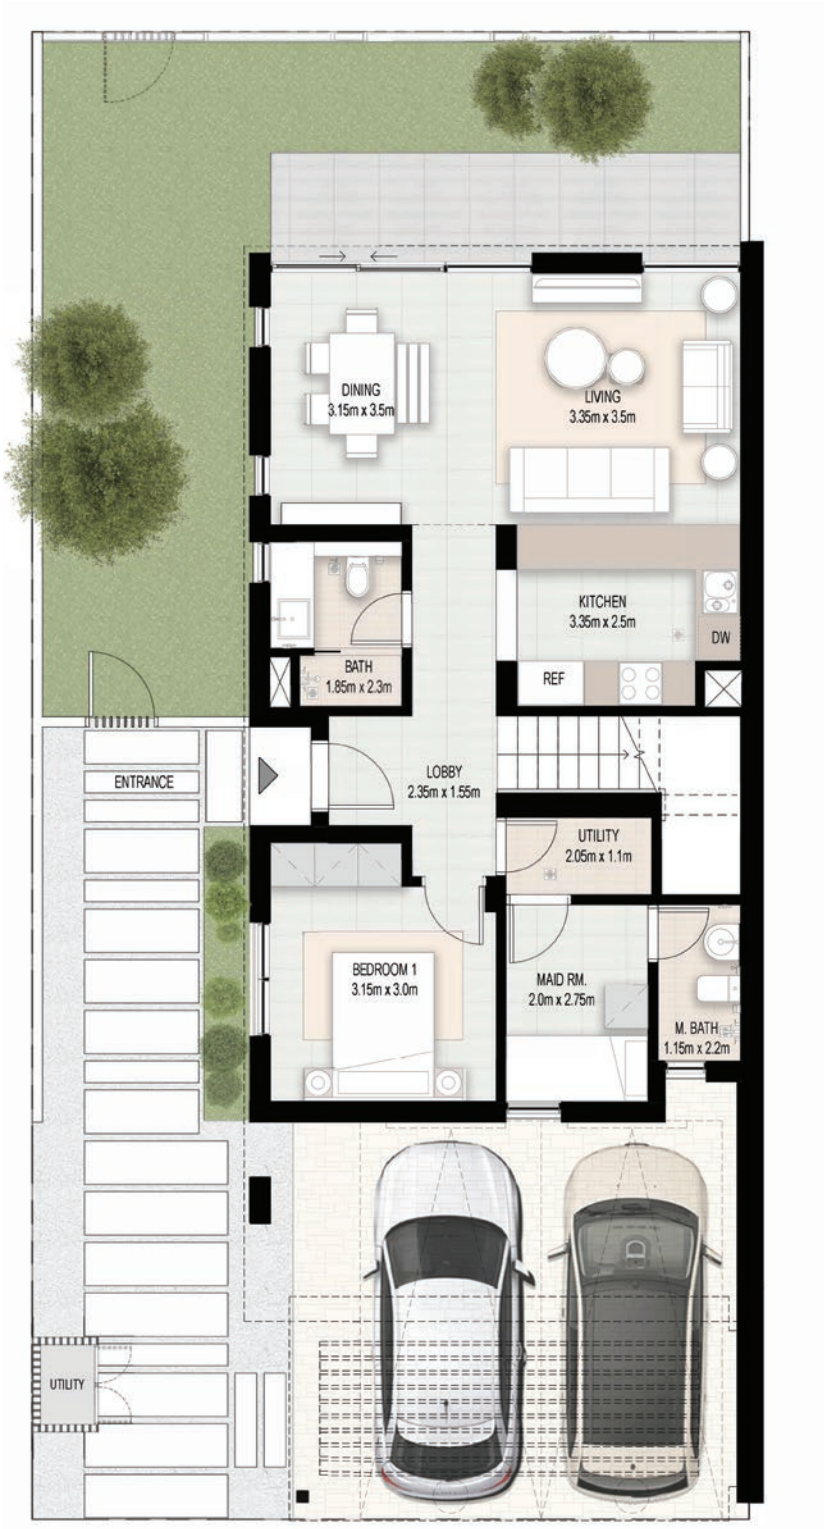 DINING
3.15m x 3.5m
LIVING
3.35m x 3.5m
KITCHEN
3.35m x 2.5m
DW
REF
BATH
1.85m x 2.3m
ENTRANCE
LOBBY
2.35m x 1.55m
UTILITY
2.05m x 1.1m
BEDROOM 1
3.15m x 3.0m
MAID RM.
2.0m x 2.75m
M. BATH
1.15m x 2.2m
UTILITY